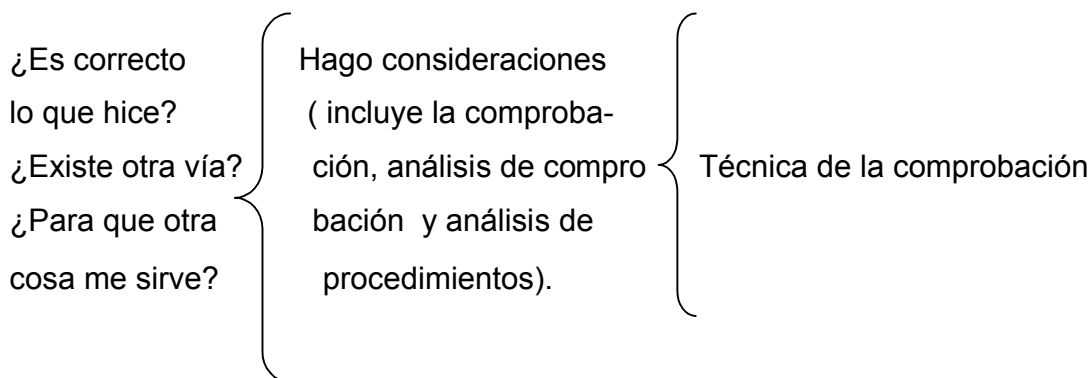 ¿Es correcto
lo que hice?
¿Existe otra vía?
¿Para que otra
cosa me sirve?
Hago consideraciones
( incluye la comproba-
ción, análisis de compro
bación y análisis de
procedimientos).
Técnica de la comprobación